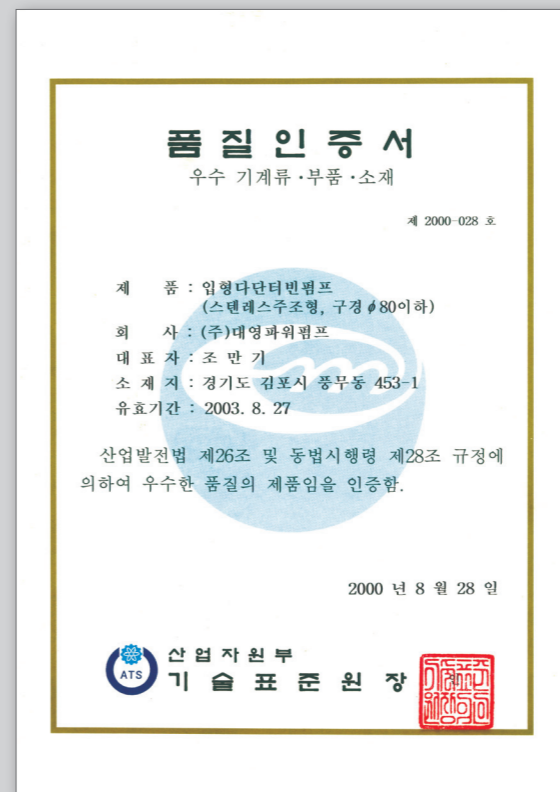 품질인증서
우수 기계류·부품·소재
제 2000-028 호
제 품 : 입형다단터빈펌프
(스텐레스주조형, 구경 ϕ80이하)
회 사 : (주)대영파워펌프
대 표 자 : 조 만 기
소 재 지 : 경기도 김포시 풍무동 453-1
유효기간 : 2003. 8. 27
산업발전법 제26조 및 동법시행령 제28조 규정에
의하여 우수한 품질의 제품임을 인증함.
2000 년 8 월 28 일
ATS
산업자원부
기 술 표 준 원 장